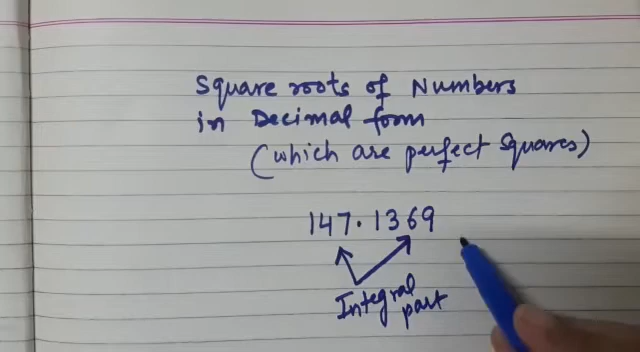 Square roots of Numbers
in Decimal form
(which are perfect squares)
147.1369
Integral
part